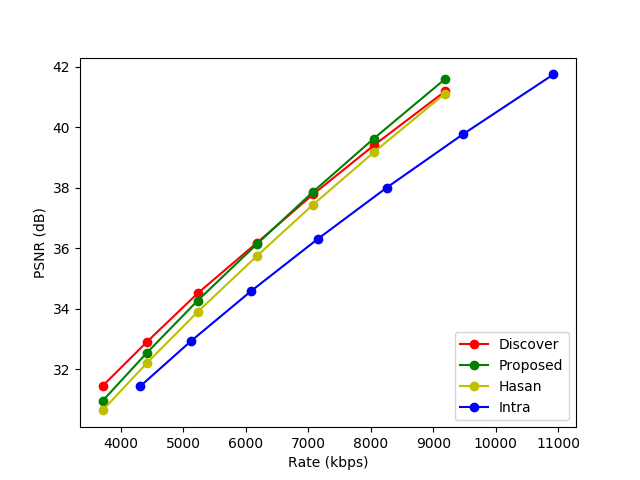 42
40
38
36
34
32
PSNR (dB)
Discover
Proposed
Hasan
Intra
4000 5000 6000 7000 8000 9000 10000 11000
Rate (kbps)